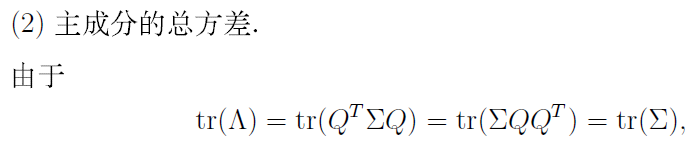 (2) 主成分的总方差.
由于
tr(Λ) = tr(Q^T ΣQ) = tr(ΣQQ^T) = tr(Σ),